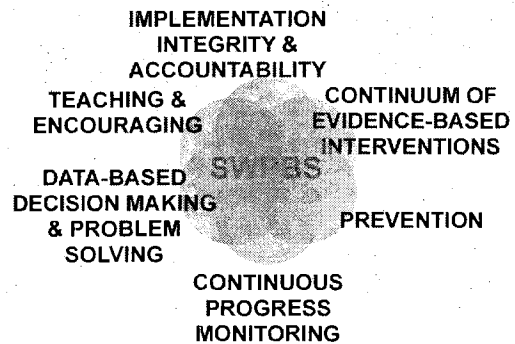 IMPLEMENTATION
INTEGRITY &
ACCOUNTABILITY
TEACHING &
ENCOURAGING
CONTINUUM OF
EVIDENCE-BASED
INTERVENTIONS
SWPBS
DATA-BASED
DECISION MAKING
& PROBLEM
SOLVING
PREVENTION
CONTINUOUS
PROGRESS
MONITORING